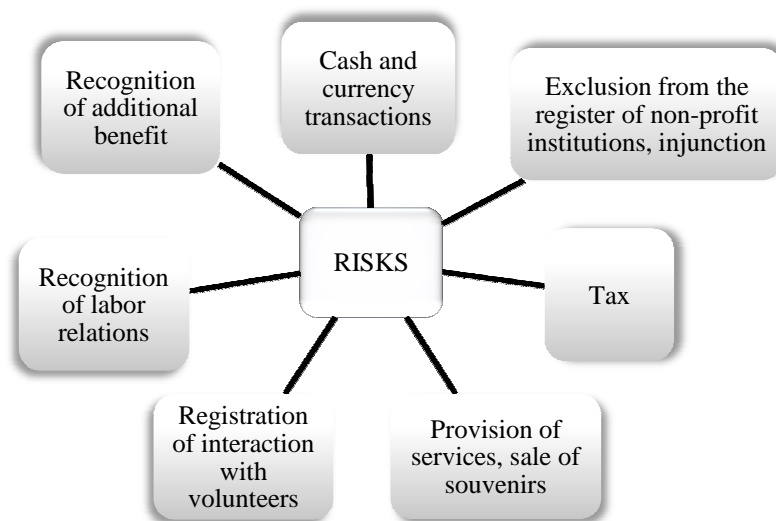 Recognition
of additional
benefit
Cash and
currency
transactions
Exclusion from the
register of non-profit
institutions, injunction
RISKS
Recognition
of labor
relations
Tax
Registration
of interaction
with
volunteers
Provision of
services, sale of
souvenirs